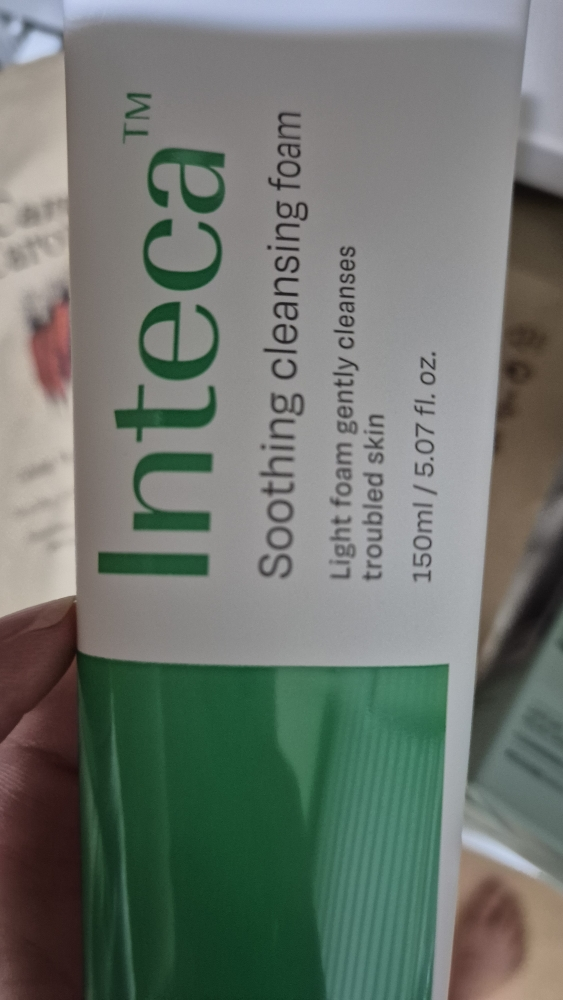 Inteca™
Soothing cleansing foam
Light foam gently cleanses
troubled skin
150ml / 5.07 fl. oz.